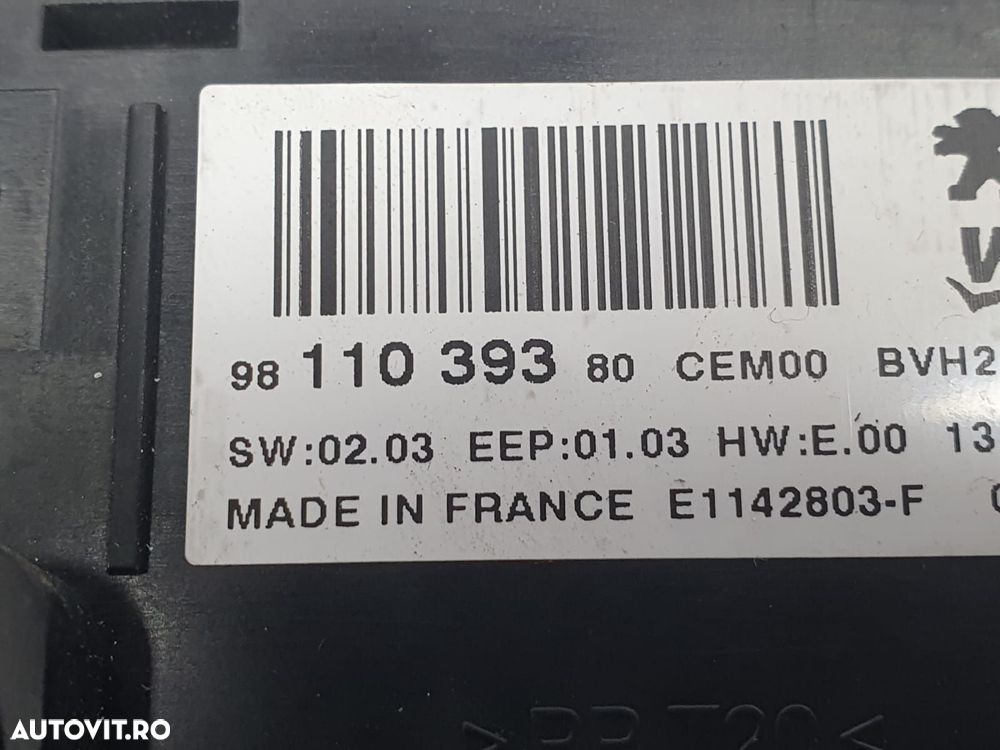 98 110 393 80 CEM00 BVH2
SW:02.03 EEP:01.03 HW:E.00 13
MADE IN FRANCE E1142803-F
AUTOVIT.RO